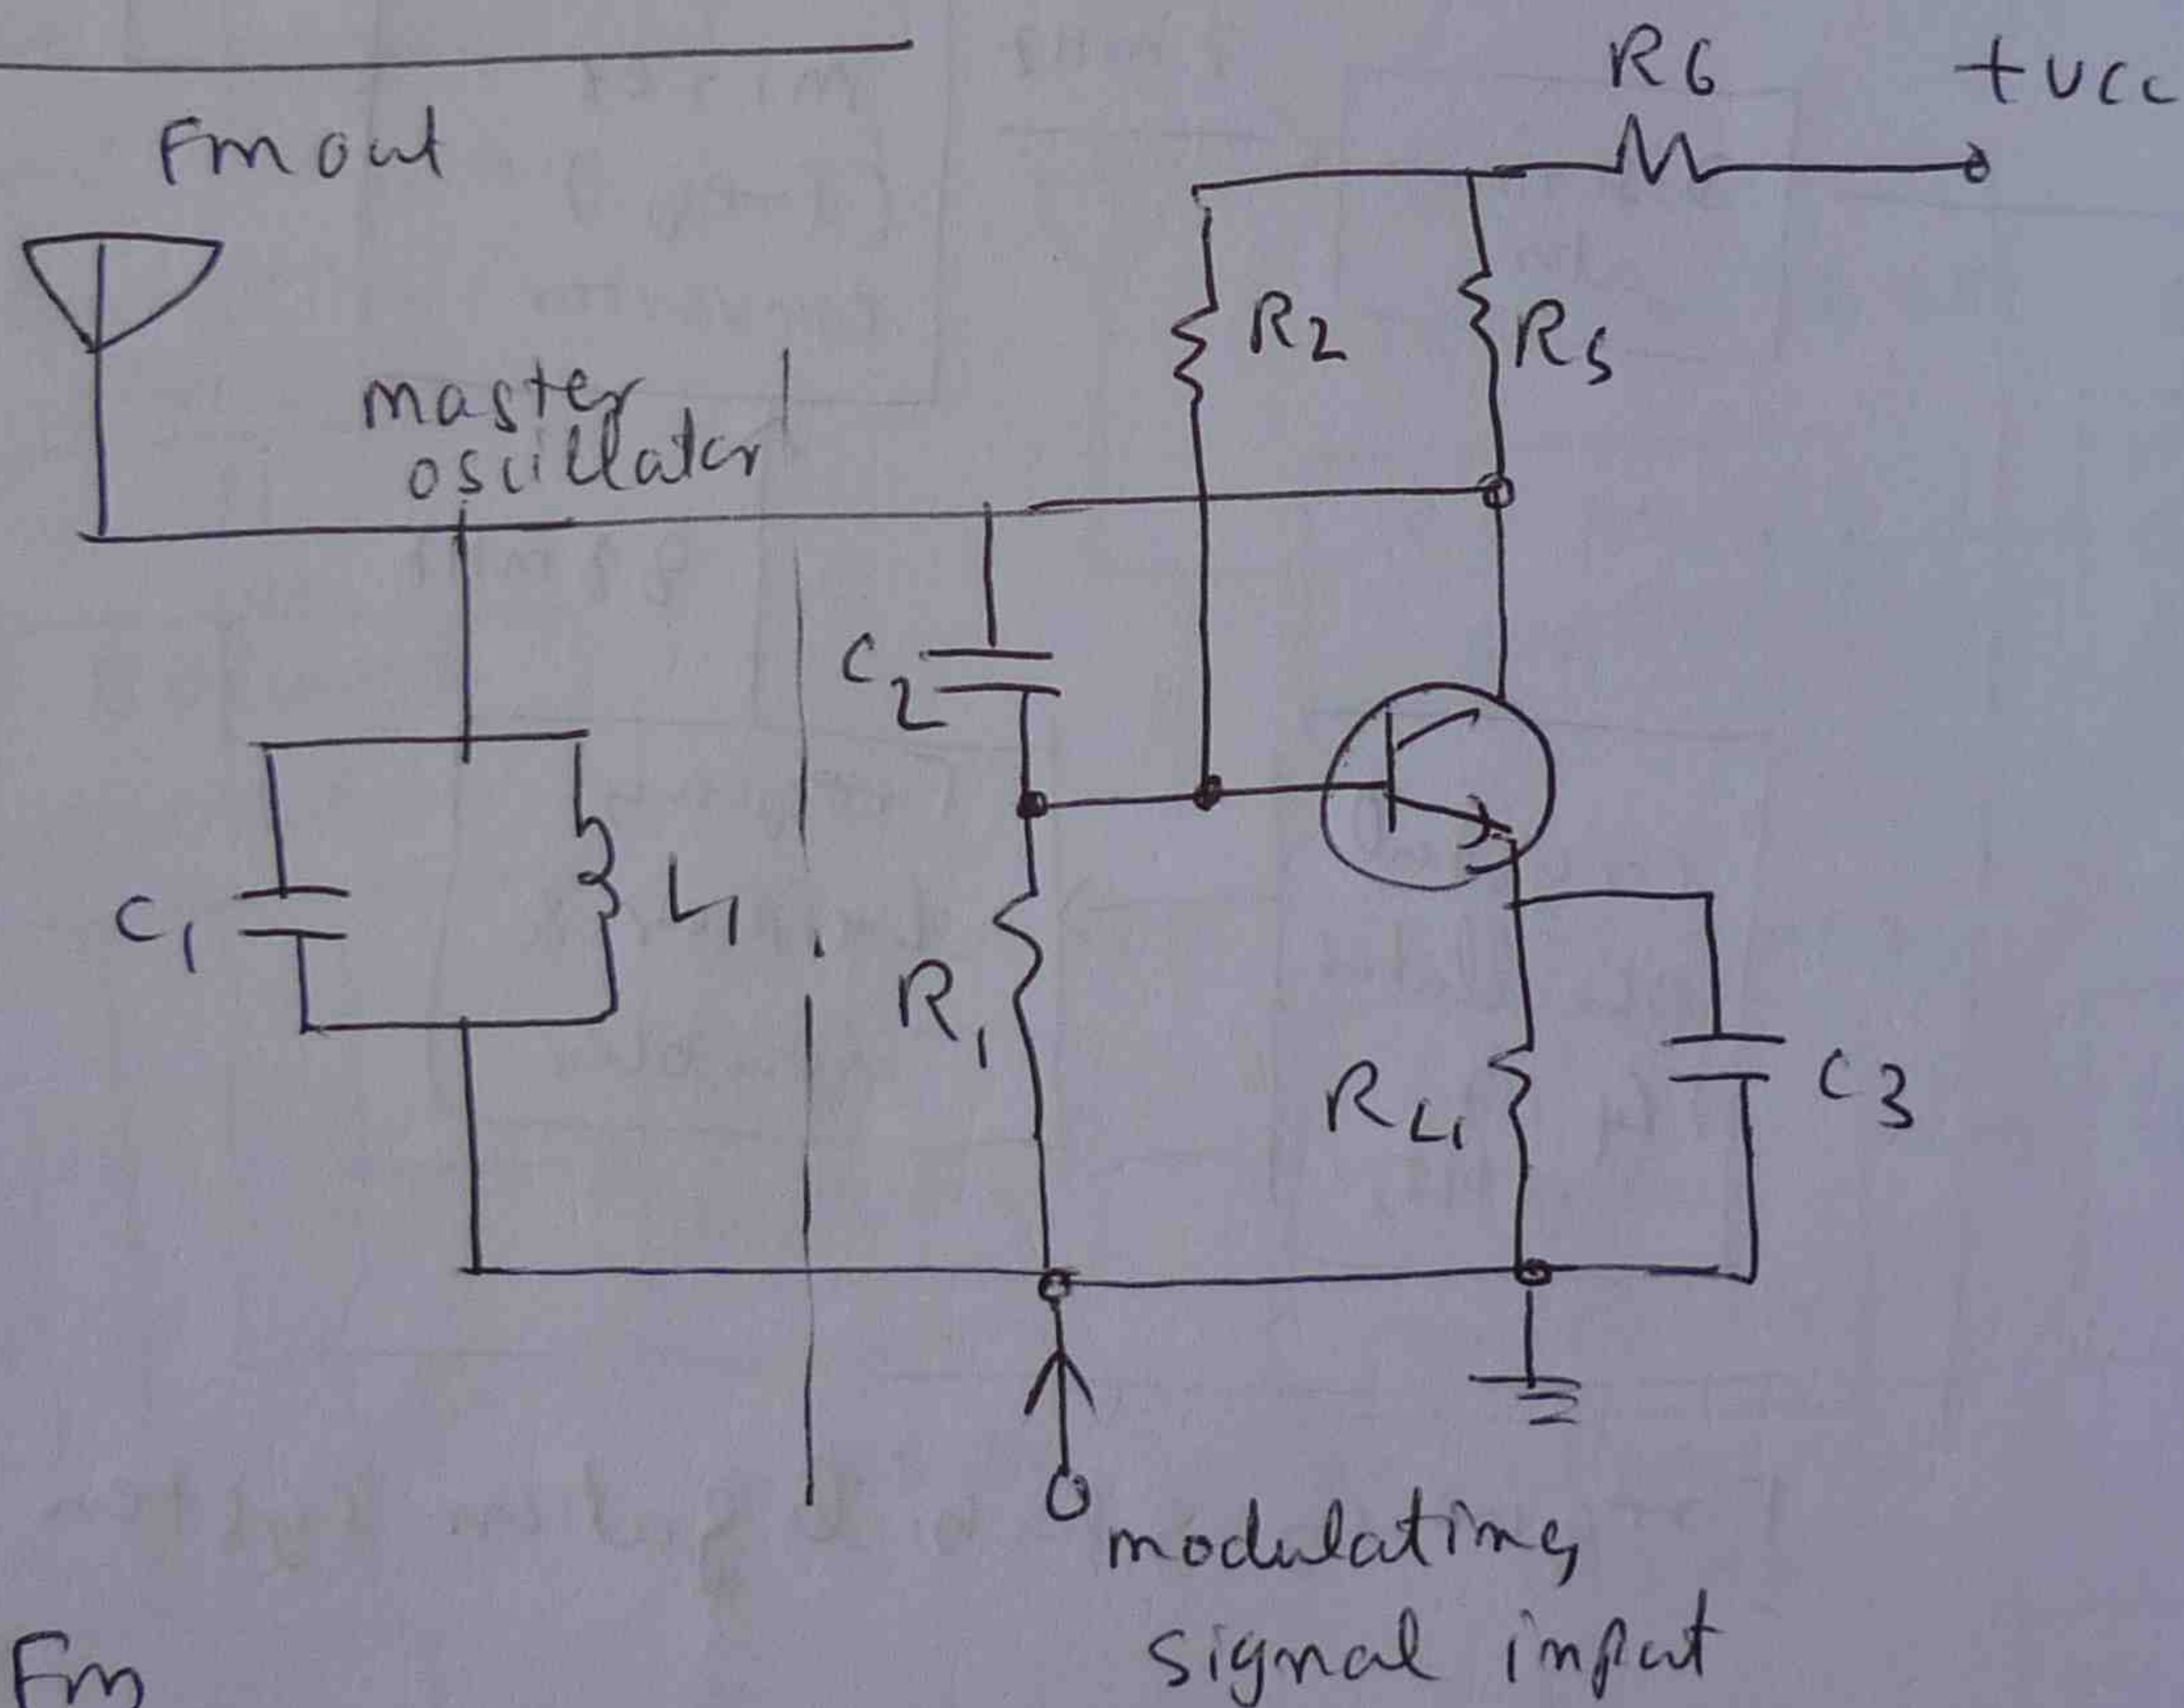 Fm out
R6
+vcc
R2
R5
master
oscillator
C2
C1
L1
R1
RL1
C3
modulating
signal input
Fm